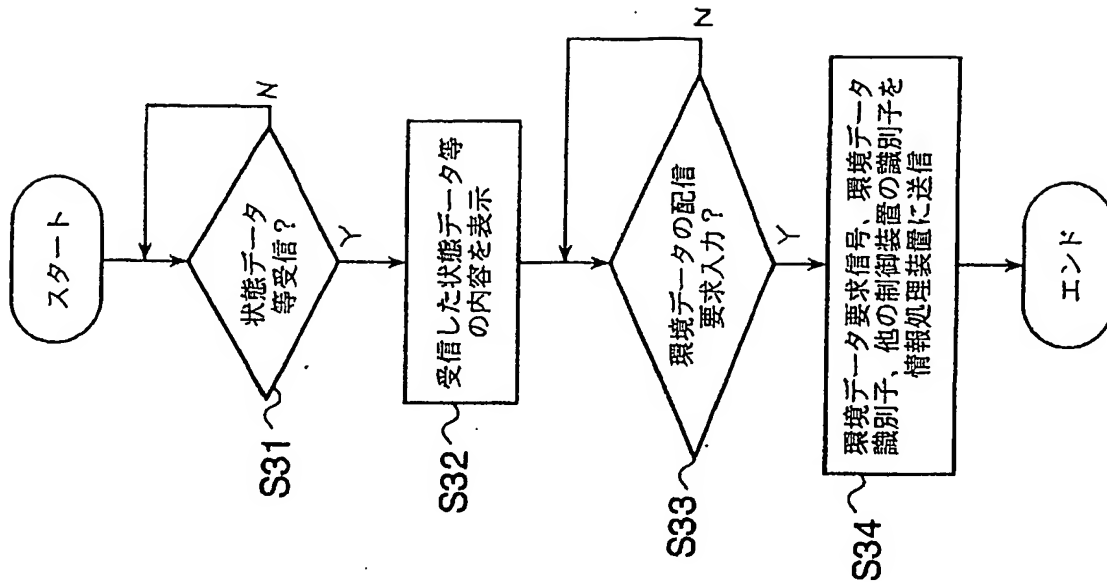 スタート
状態データ
等受信?
N
Y
S31
受信した状態データ等
の内容を表示
S32
環境データの配信
要求入力?
N
Y
S33
環境データ要求信号、環境データ
識別子、他の制御装置の識別子を
情報処理装置に送信
S34
エンド